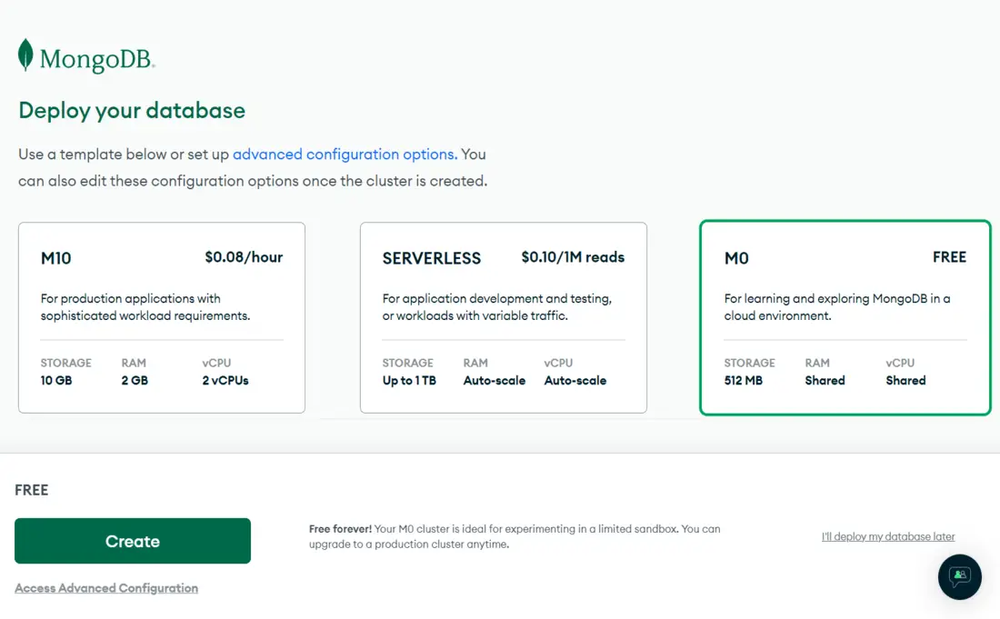 MongoDB.
Deploy your database
Use a template below or set up advanced configuration options. You
can also edit these configuration options once the cluster is created.
M10 $0.08/hour
For production applications with
sophisticated workload requirements.
STORAGE RAM vCPU
10 GB 2 GB 2 vCPUs
SERVERLESS $0.10/1M reads
For application development and testing,
or workloads with variable traffic.
STORAGE RAM vCPU
Up to 1 TB Auto-scale Auto-scale
M0 FREE
For learning and exploring MongoDB in a
cloud environment.
STORAGE RAM vCPU
512 MB Shared Shared
FREE
Create
Access Advanced Configuration
Free forever! Your M0 cluster is ideal for experimenting in a limited sandbox. You can
upgrade to a production cluster anytime.
I'll deploy my database later